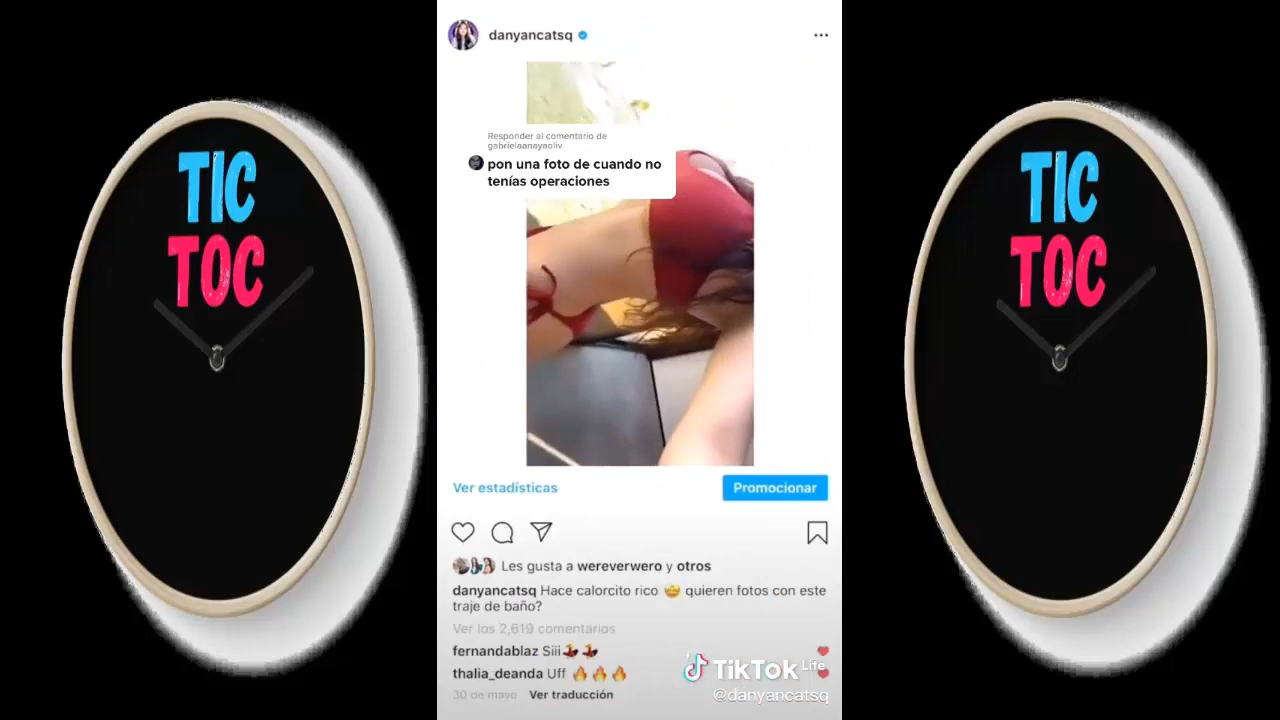 TIC
TOC
danyancatsq
Responder al comentario de
gabrielaanayaoliv
pon una foto de cuando no
tenías operaciones
Ver estadísticas
Promocionar
Les gusta a wereverwero y otros
danyancatsq Hace calorcito rico 🤩 quieren fotos con este
traje de baño?
Ver los 2,619 comentarios
fernandablaz Siii💃💃
thalia_deanda Uff 🔥🔥🔥
30 de mayo Ver traducción
TikTok Lite
@danyancatsq
TIC
TOC